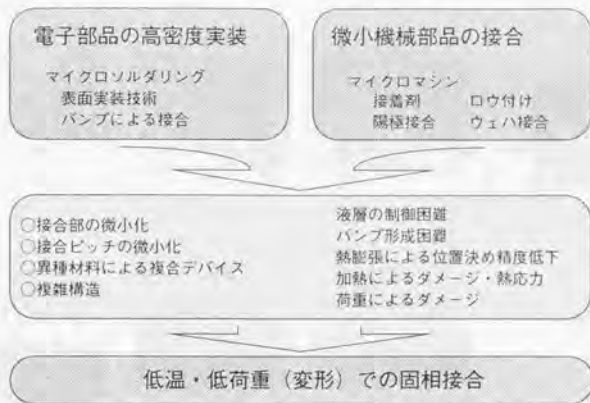 電子部品の高密度実装
マイクロソルダリング
表面実装技術
バンプによる接合
微小機械部品の接合
マイクロマシン
接着剤 ロウ付け
陽極接合 ウェハ接合
○接合部の微小化
○接合ピッチの微小化
○異種材料による複合デバイス
○複雑構造
液層の制御困難
バンプ形成困難
熱膨張による位置決め精度低下
加熱によるダメージ・熱応力
荷重によるダメージ
低温・低荷重（変形）での固相接合